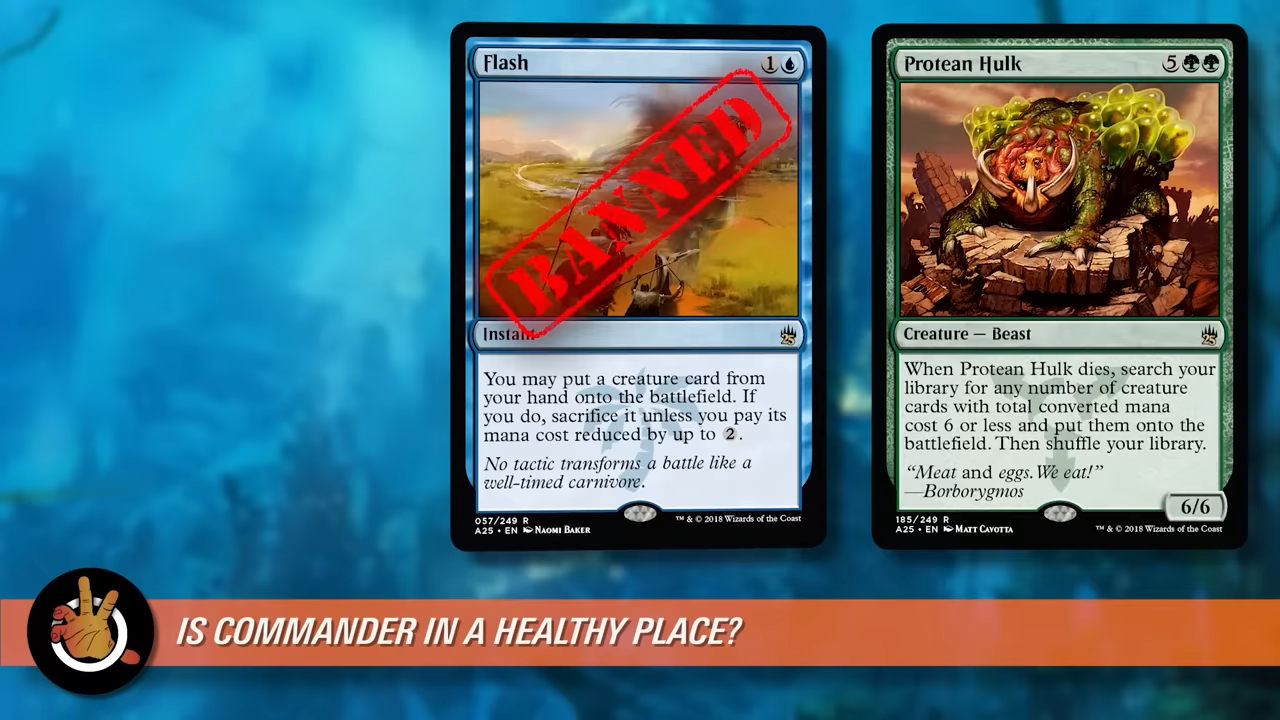 Flash
1
BANNED
Instant
You may put a creature card from
your hand onto the battlefield. If
you do, sacrifice it unless you pay its
mana cost reduced by up to 2.
No tactic transforms a battle like a
well-timed carnivore.
057/249 R
A25 • EN NAOMI BAKER
™ & © 2018 Wizards of the Coast
Protean Hulk
5
Creature — Beast
25
When Protean Hulk dies, search your
library for any number of creature
cards with total converted mana
cost 6 or less and put them onto the
battlefield. Then shuffle your library.
"Meat and eggs. We eat!"
—Borborygmos
6/6
185/249 R
A25 • EN MATT CAVOTTA
™ & © 2018 Wizards of the Coast
IS COMMANDER IN A HEALTHY PLACE?